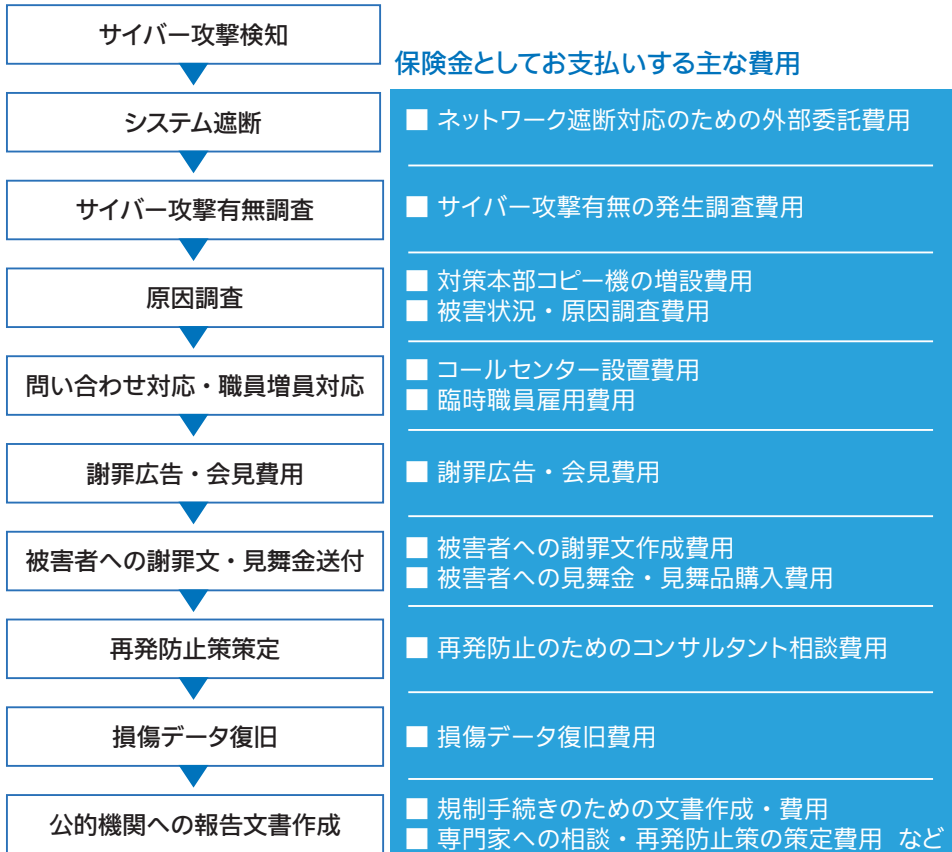 サイバー攻撃検知
保険金としてお支払いする主な費用
システム遮断
■ ネットワーク遮断対応のための外部委託費用
サイバー攻撃有無調査
■ サイバー攻撃有無の発生調査費用
原因調査
■ 対策本部コピー機の増設費用
■ 被害状況・原因調査費用
問い合わせ対応・職員増員対応
■ コールセンター設置費用
■ 臨時職員雇用費用
謝罪広告・会見費用
■ 謝罪広告・会見費用
被害者への謝罪文・見舞金送付
■ 被害者への謝罪文作成費用
■ 被害者への見舞金・見舞品購入費用
再発防止策策定
■ 再発防止のためのコンサルタント相談費用
損傷データ復旧
■ 損傷データ復旧費用
公的機関への報告文書作成
■ 規制手続きのための文書作成・費用
■ 専門家への相談・再発防止策の策定費用 など